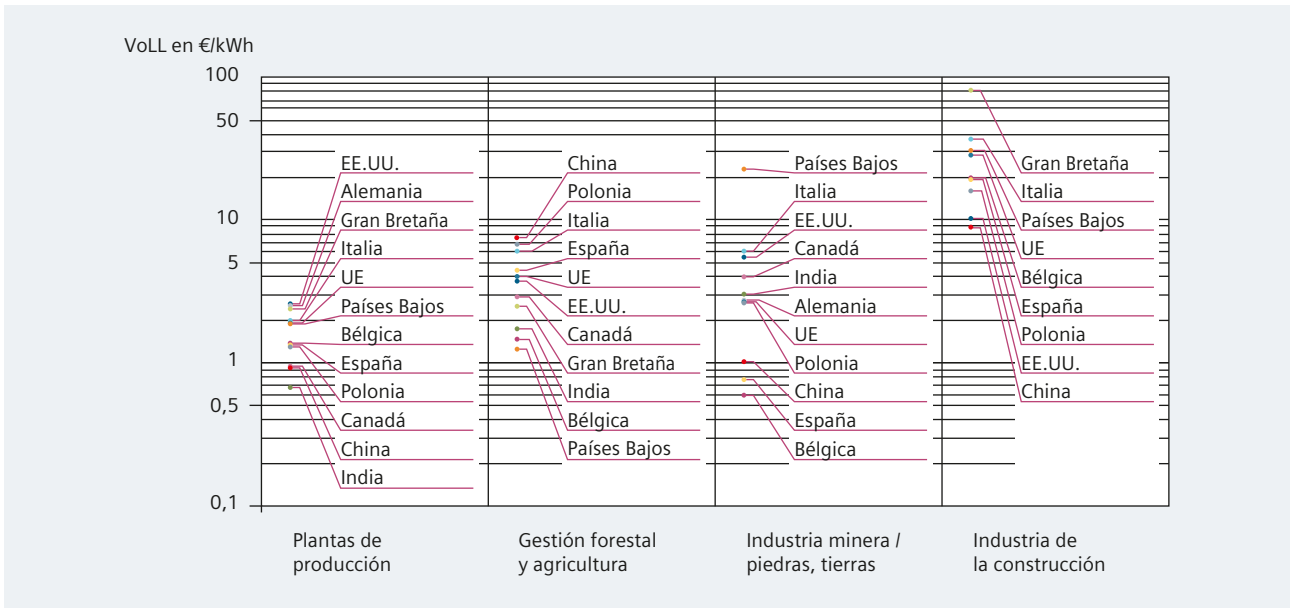 VoLL en €/kWh
100
50
10
5
1
0,5
0,1
EE.UU.
Alemania
Gran Bretaña
Italia
UE
Países Bajos
Bélgica
España
Polonia
Canadá
China
India
China
Polonia
Italia
España
UE
EE.UU.
Canadá
Gran Bretaña
India
Bélgica
Países Bajos
Países Bajos
Italia
EE.UU.
Canadá
India
Alemania
UE
Polonia
China
España
Bélgica
Gran Bretaña
Italia
Países Bajos
UE
Bélgica
España
Polonia
EE.UU.
China
Plantas de
producción
Gestión forestal
y agricultura
Industria minera /
piedras, tierras
Industria de
la construcción